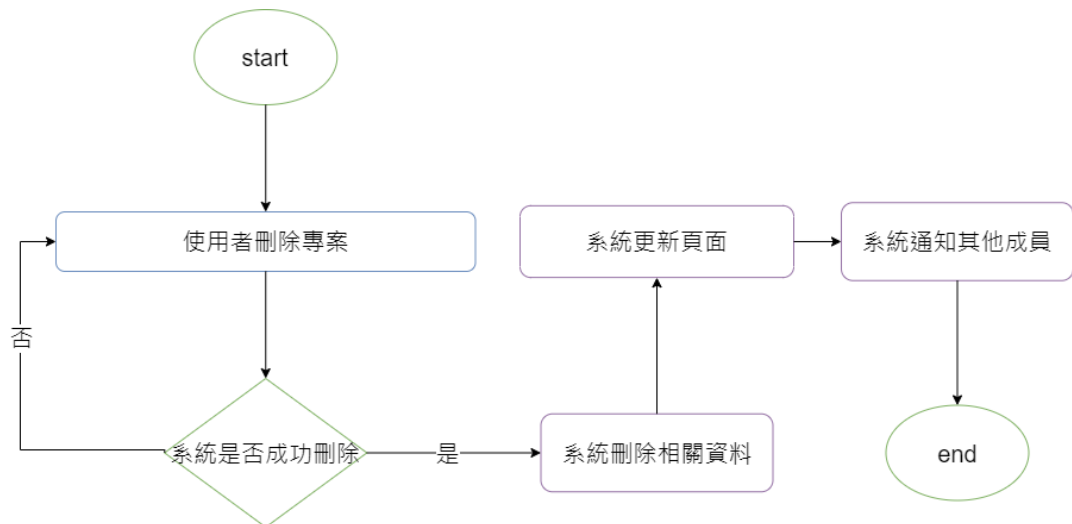 start
使用者刪除專案
否
系統是否成功刪除
是
系統刪除相關資料
系統更新頁面
系統通知其他成員
end